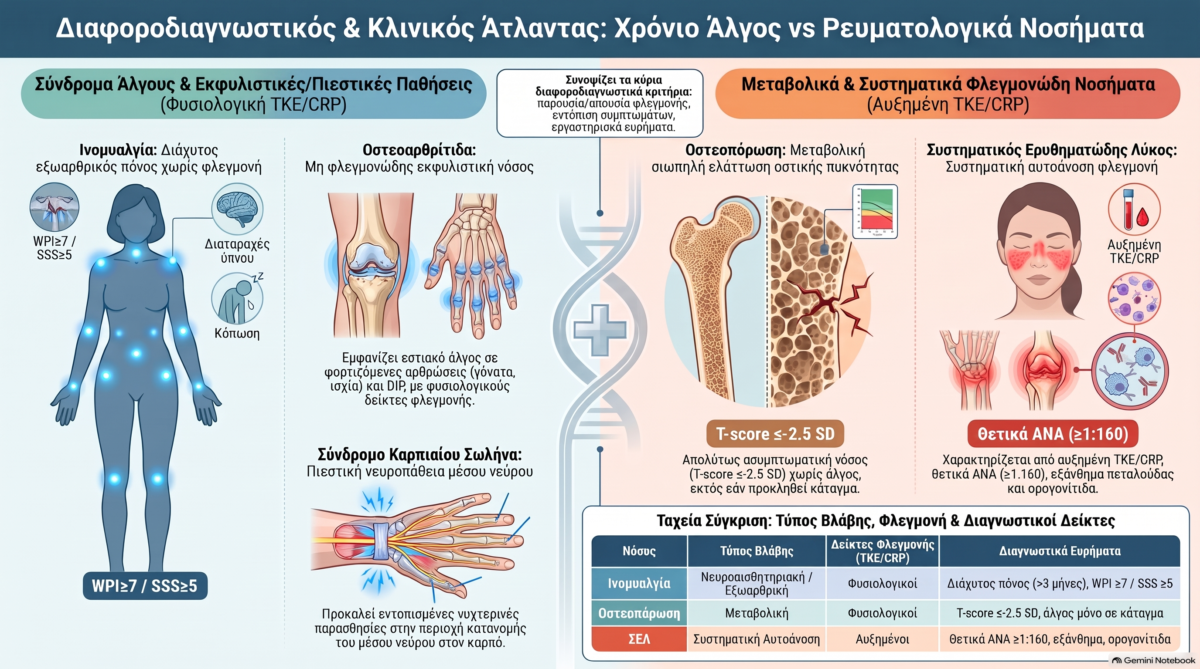 Διαφοροδιαγνωστικός & Κλινικός Άτλαντας: Χρόνιο Άλγος vs Ρευματολογικά Νοσήματα
Σύνδρομα Άλγους & Εκφυλιστικές/Πιεστικές Παθήσεις
(Φυσιολογική ΤΚΕ/CRP)
Συνοψίζει τα κύρια
διαφοροδιαγνωστικά κριτήρια:
παρουσία/απουσία φλεγμονής,
εντόπιση συμπτωμάτων,
εργαστηρισκά ευρήματα.
Μεταβολικά & Συστηματικά Φλεγμονώδη Νοσήματα
(Αυξημένη ΤΚΕ/CRP)
Ινομυαλγία: Διάχυτος
εξωαρθρικός πόνος χωρίς φλεγμονή
WPI≥7 /
SSS≥5
Διαταραχές
ύπνου
zz
Κόπωση
WPI≥7 / SSS≥5
Οστεοαρθρίτιδα:
Μη φλεγμονώδης εκφυλιστική νόσος
Εμφανίζει εστιακό άλγος σε
φορτιζόμενες αρθρώσεις (γόνατα,
ισχία) και DIP, με φυσιολογικούς
δείκτες φλεγμονής.
Σύνδρομο Καρπιαίου Σωλήνα:
Πιεστική νευροπάθεια μέσου νεύρου
Προκαλεί εντοπισμένες νυχτερινές
παρασθησίες στην περιοχή κατανομής
του μέσου νεύρου στον καρπό.
Οστεοπόρωση: Μεταβολική
σιωπηλή ελάττωση οστικής πυκνότητας
T-score ≤-2.5 SD
Απολύτως ασυμπτωματική νόσος
(T-score ≤-2.5 SD) χωρίς άλγος,
εκτός εάν προκληθεί κάταγμα.
Συστηματικός Ερυθηματώδης Λύκος:
Συστηματική αυτοάνοση φλεγμονή
Αυξημένη
ΤΚΕ/CRP
Θετικά ANA (≥1:160)
Χαρακτηρίζεται από αυξημένη ΤΚΕ/CRP,
θετικά ANA (≥1.160), εξάνθημα πεταλούδας
και ορογονίτιδα.
Ταχεία Σύγκριση: Τύπος Βλάβης, Φλεγμονή & Διαγνωστικοί Δείκτες
Νόσος Τύπος Βλάβης Δείκτες Φλεγμονής (ΤΚΕ/CRP) Διαγνωστικά Ευρήματα
Ινομυαλγία Νευροαισθητηριακή / Εξωαρθρική Φυσιολογικοί Διάχυτος πόνος (>3 μήνες), WPI ≥7 / SSS ≥5
Οστεοπάρωση Μεταβολική Φυσιολογικοί T-score ≤-2.5 SD, άλγος μόνο σε κάταγμα
ΣΕΛ Συστηματική Αυτοάνοση Αυξημένοι Θετικά ANA ≥1:160, εξάνθημα, ορογονίτιδα
Gemini Notebook